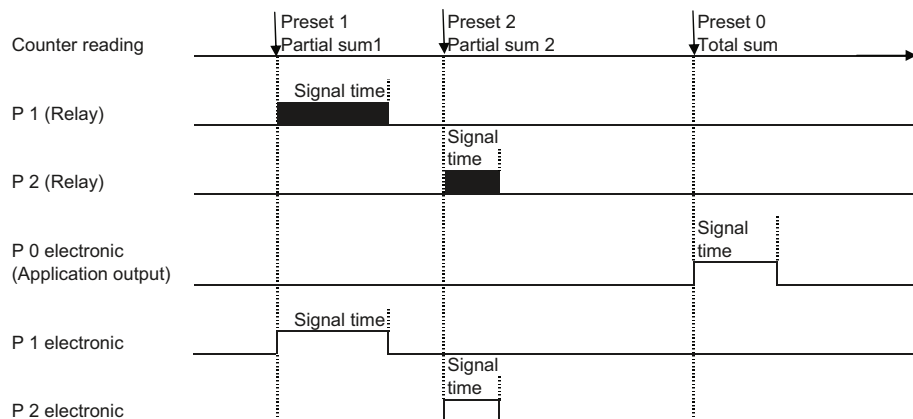 Preset 1
Preset 2
Preset 0
Counter reading
Partial sum1
Partial sum 2
Total sum
Signal time
P 1 (Relay)
Signal
time
P 2 (Relay)
Signal
time
P 0 electronic
(Application output)
Signal time
P 1 electronic
Signal
time
P 2 electronic